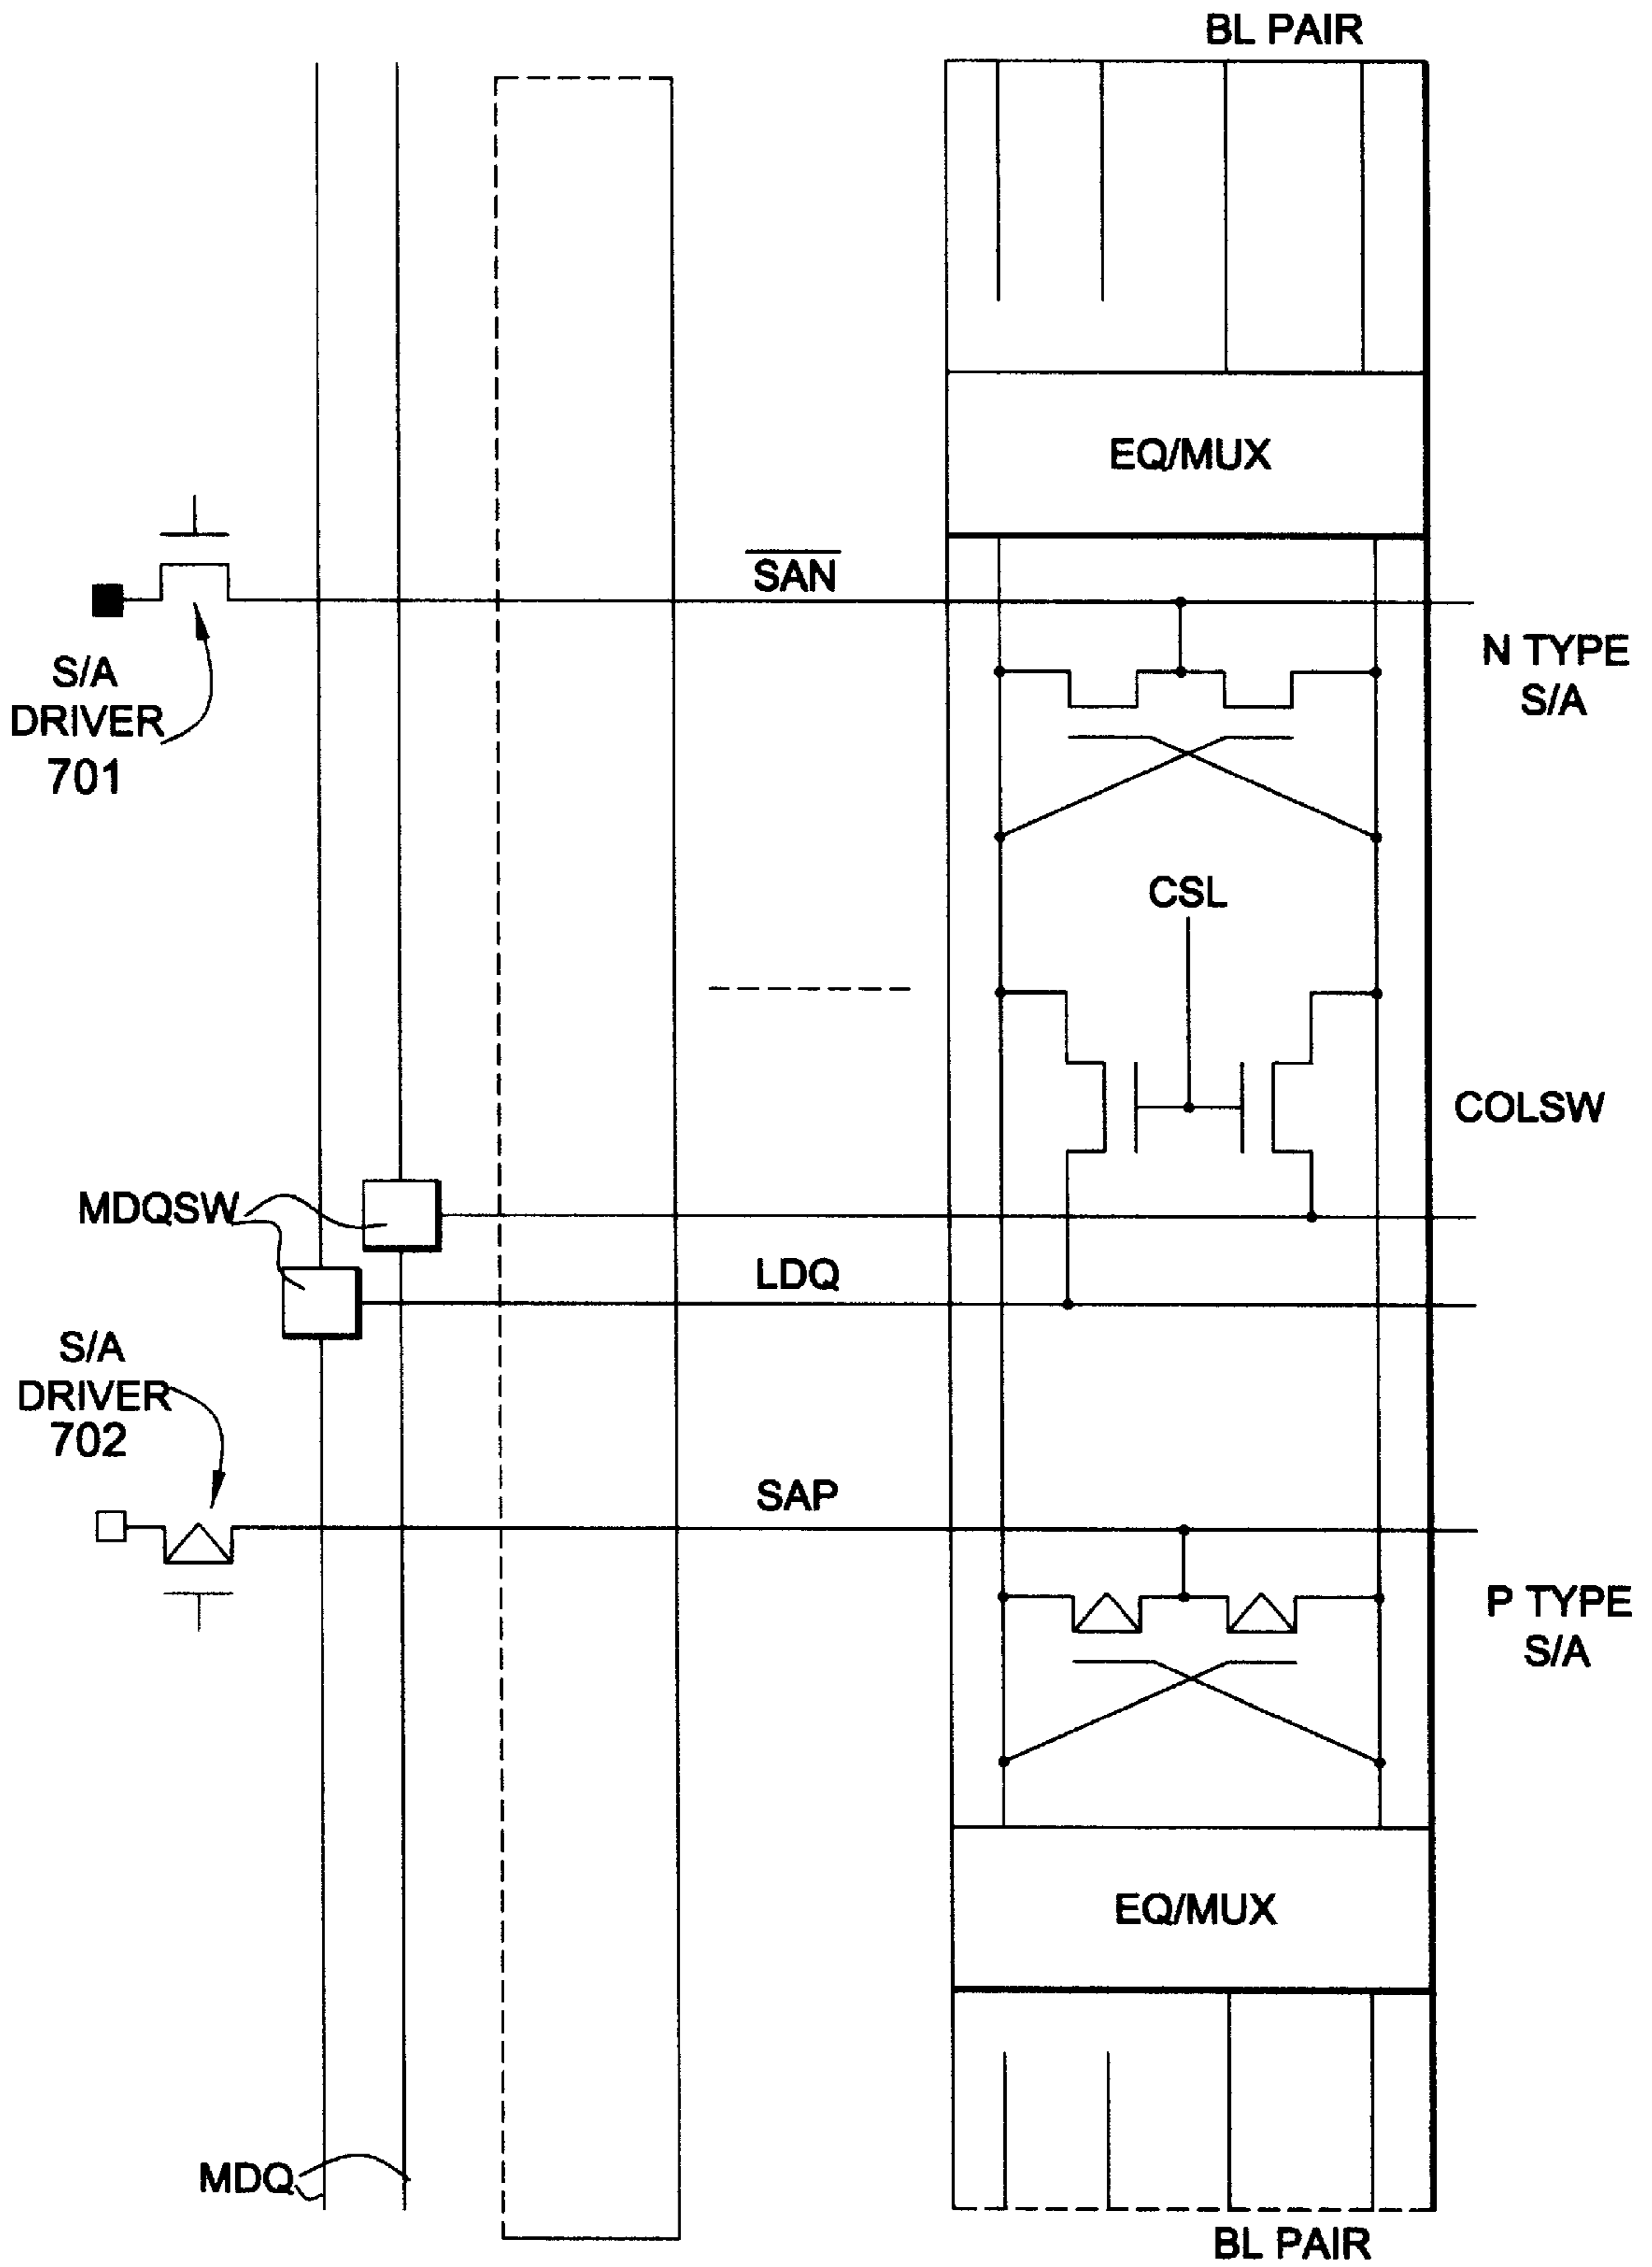 BL PAIR
EQ/MUX
SAN
N TYPE
S/A
S/A
DRIVER
701
CSL
COLSW
MDQSW
LDQ
S/A
DRIVER
702
SAP
P TYPE
S/A
EQ/MUX
MDQ
BL PAIR